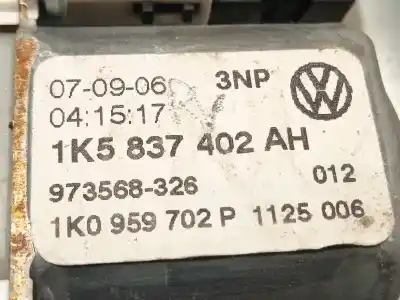 07-09-06 3NP
04:15:17
1K5 837 402 AH
973568-326 012
1K0 959 702 P 1125 006